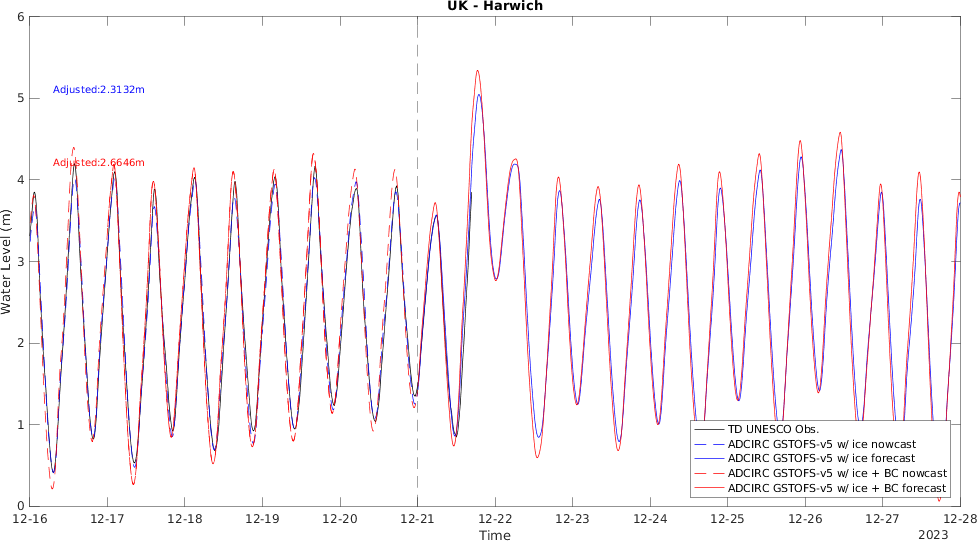 UK - Harwich
6
5
4
3
2
1
0
Water Level (m)
Adjusted:2.3132m
Adjusted:2.6646m
TD UNESCO Obs.
ADCIRC GSTOFS-v5 w/ ice nowcast
ADCIRC GSTOFS-v5 w/ ice forecast
ADCIRC GSTOFS-v5 w/ ice + BC nowcast
ADCIRC GSTOFS-v5 w/ ice + BC forecast
12-16 12-17 12-18 12-19 12-20 12-21 12-22 12-23 12-24 12-25 12-26 12-27 12-28
Time
2023